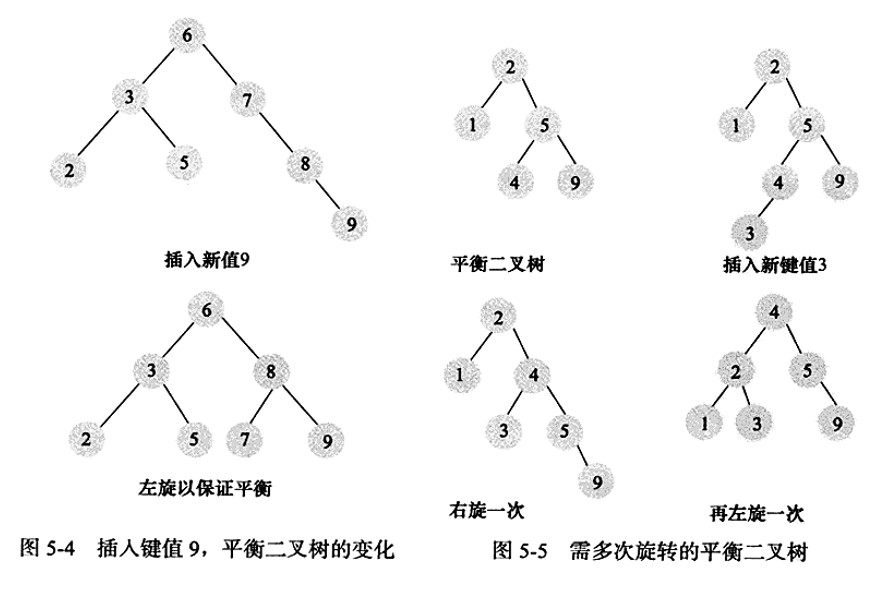 6
3 7
2 5 8
9
插入新值9
6
3 8
2 5 7 9
左旋以保证平衡
图 5-4 插入键值 9，平衡二叉树的变化
2
1 5
4 9
平衡二叉树
2
1 5
4 9
3
插入新键值3
2
1 4
3 5
9
右旋一次
4
2 5
1 3 9
再左旋一次
图 5-5 需多次旋转的平衡二叉树